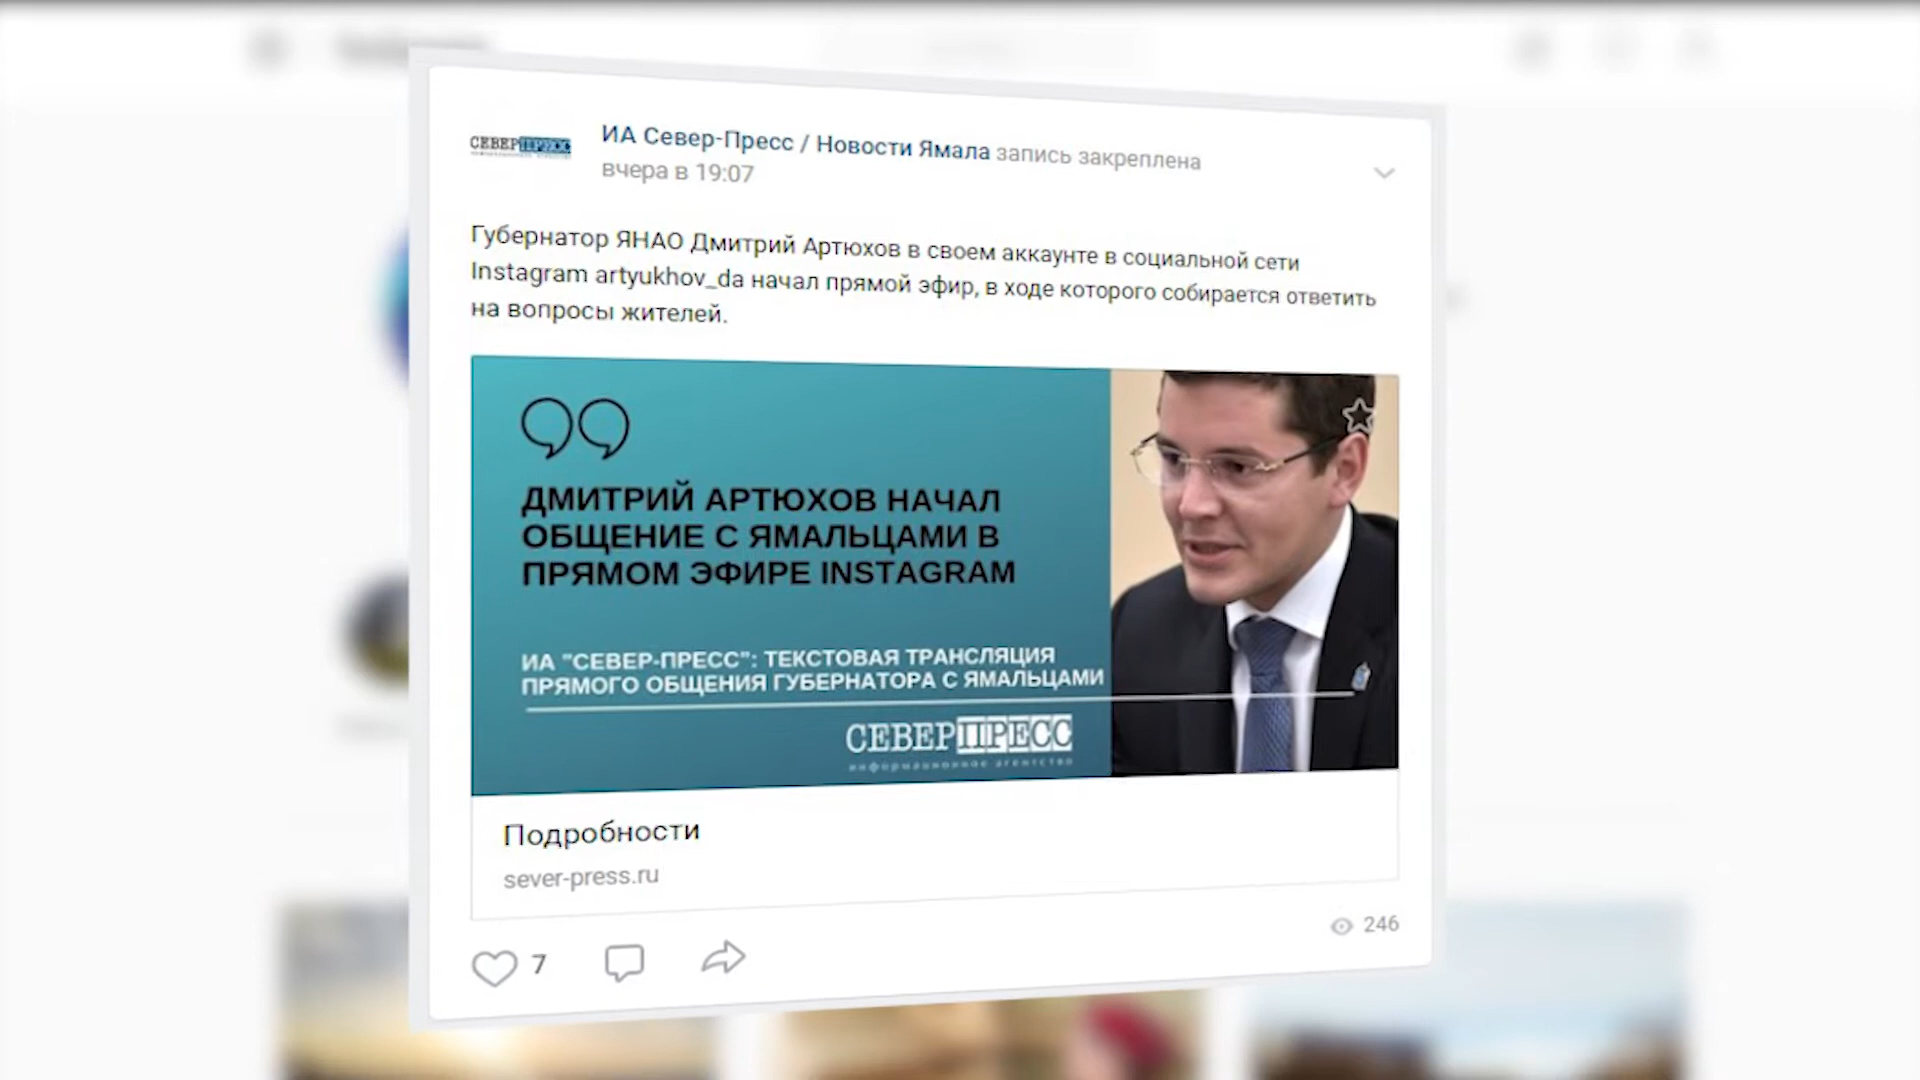 СЕВЕРПРЕСС
ИА Север-Пресс / Новости Ямала запись закреплена
вчера в 19:07
Губернатор ЯНАО Дмитрий Артюхов в своем аккаунте в социальной сети
Instagram artyukhov_da начал прямой эфир, в ходе которого собирается ответить
на вопросы жителей.
ДМИТРИЙ АРТЮХОВ НАЧАЛ
ОБЩЕНИЕ С ЯМАЛЬЦАМИ В
ПРЯМОМ ЭФИРЕ INSTAGRAM
ИА "СЕВЕР-ПРЕСС": ТЕКСТОВАЯ ТРАНСЛЯЦИЯ
ПРЯМОГО ОБЩЕНИЯ ГУБЕРНАТОРА С ЯМАЛЬЦАМИ
СЕВЕРПРЕСС
информационное агентство
Подробности
sever-press.ru
246
7